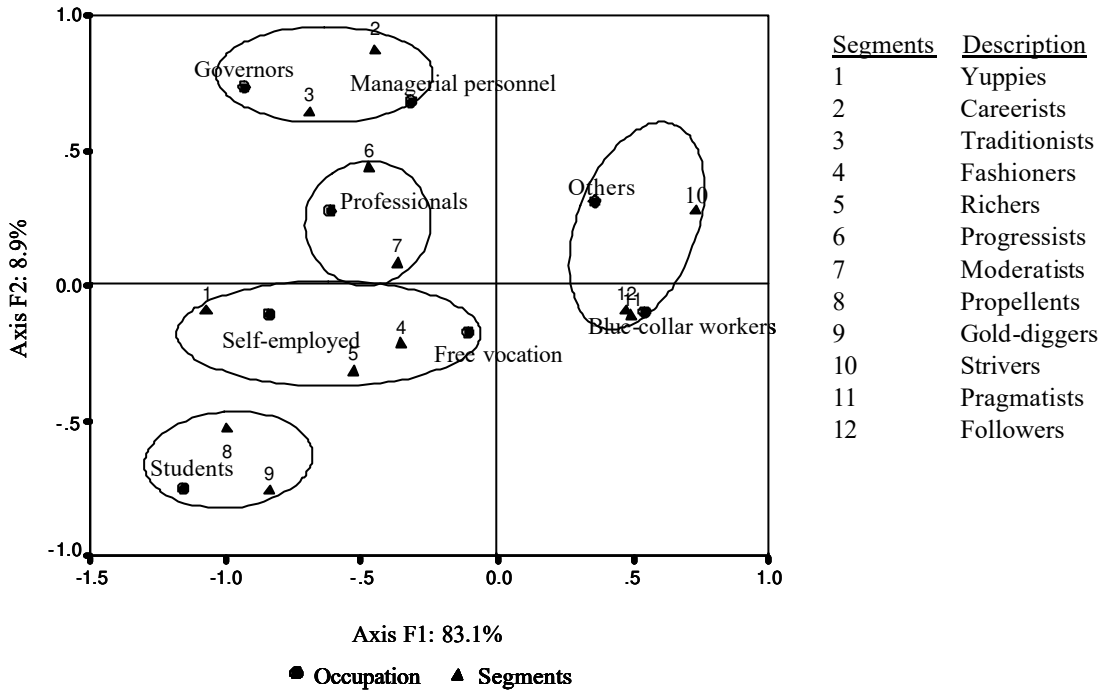 1.0
.5
0.0
-.5
-1.0
-1.5
-1.0
-.5
0.0
.5
1.0
Axis F2: 8.9%
Axis F1: 83.1%
Occupation
Segments
2
Governors
Managerial personnel
3
6
Professionals
7
Others
10
1
12
11
Blue-collar workers
4
Self-employed
Free vocation
5
8
Students
9
Segments Description
1 Yuppies
2 Careerists
3 Traditionists
4 Fashioners
5 Richers
6 Progressists
7 Moderatists
8 Propellents
9 Gold-diggers
10 Strivers
11 Pragmatists
12 Followers